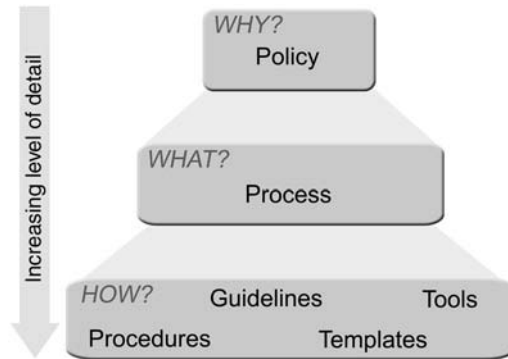 Increasing level of detail
WHY?
Policy
WHAT?
Process
HOW?
Guidelines Tools
Procedures Templates